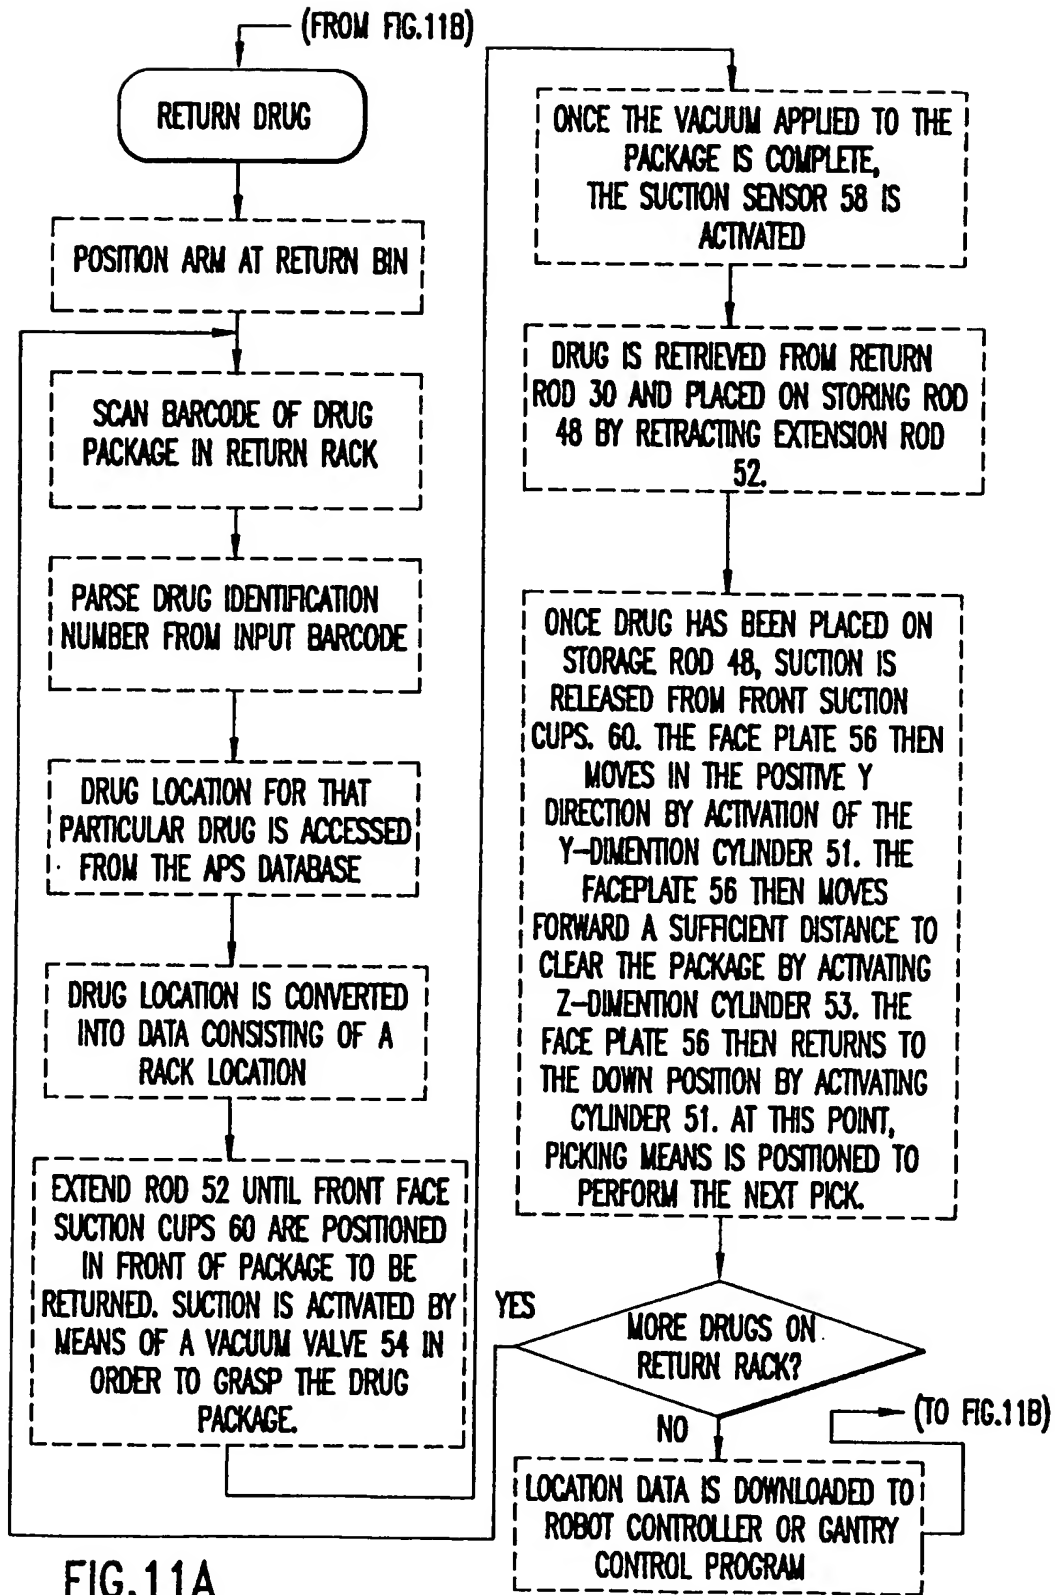 (FROM FIG.11B)
RETURN DRUG
POSITION ARM AT RETURN BIN
SCAN BARCODE OF DRUG
PACKAGE IN RETURN RACK
PARSE DRUG IDENTIFICATION
NUMBER FROM INPUT BARCODE
DRUG LOCATION FOR THAT
PARTICULAR DRUG IS ACCESSED
FROM THE APS DATABASE
DRUG LOCATION IS CONVERTED
INTO DATA CONSISTING OF A
RACK LOCATION
EXTEND ROD 52 UNTIL FRONT FACE
SUCTION CUPS 60 ARE POSITIONED
IN FRONT OF PACKAGE TO BE
RETURNED. SUCTION IS ACTIVATED BY
MEANS OF A VACUUM VALVE 54 IN
ORDER TO GRASP THE DRUG
PACKAGE.
ONCE THE VACUUM APPLIED TO THE
PACKAGE IS COMPLETE,
THE SUCTION SENSOR 58 IS
ACTIVATED
DRUG IS RETRIEVED FROM RETURN
ROD 30 AND PLACED ON STORING ROD
48 BY RETRACTING EXTENSION ROD
52.
ONCE DRUG HAS BEEN PLACED ON
STORAGE ROD 48, SUCTION IS
RELEASED FROM FRONT SUCTION
CUPS. 60. THE FACE PLATE 56 THEN
MOVES IN THE POSITIVE Y
DIRECTION BY ACTIVATION OF THE
Y-DIMENTION CYLINDER 51. THE
FACEPLATE 56 THEN MOVES
FORWARD A SUFFICIENT DISTANCE TO
CLEAR THE PACKAGE BY ACTIVATING
Z-DIMENTION CYLINDER 53. THE
FACE PLATE 56 THEN RETURNS TO
THE DOWN POSITION BY ACTIVATING
CYLINDER 51. AT THIS POINT,
PICKING MEANS IS POSITIONED TO
PERFORM THE NEXT PICK.
YES
MORE DRUGS ON
RETURN RACK?
NO
(TO FIG.11B)
LOCATION DATA IS DOWNLOADED TO
ROBOT CONTROLLER OR GANTRY
CONTROL PROGRAM
FIG.11A